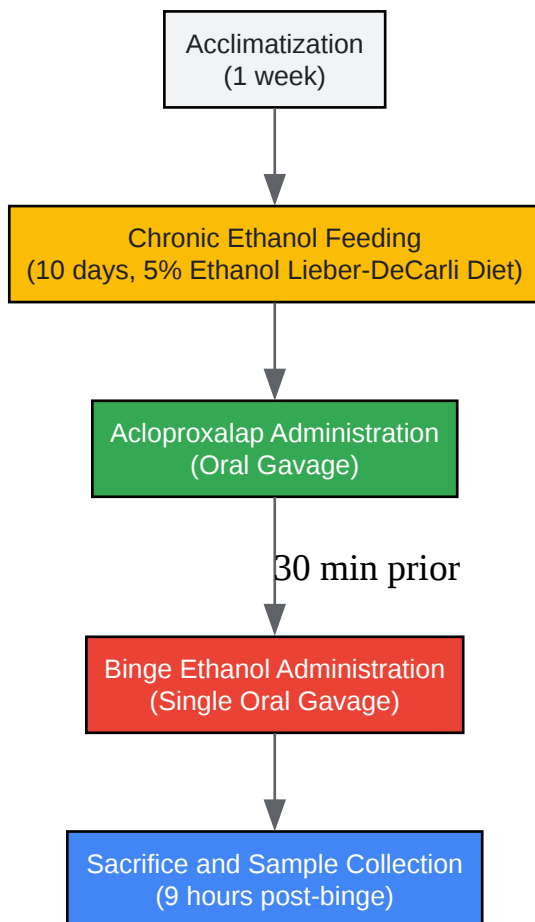 Acclimatization
(1 week)
Chronic Ethanol Feeding
(10 days, 5% Ethanol Lieber-DeCarli Diet)
Acloproxalap Administration
(Oral Gavage)
30 min prior
Binge Ethanol Administration
(Single Oral Gavage)
Sacrifice and Sample Collection
(9 hours post-binge)